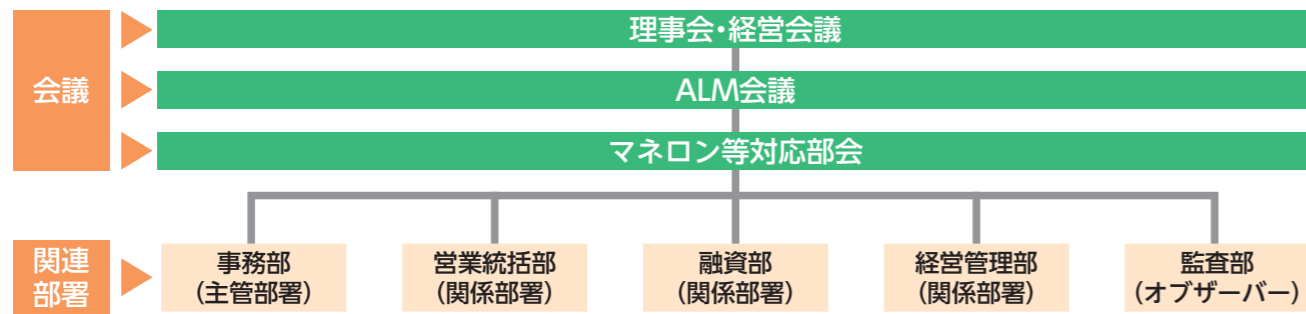 会議
理事会・経営会議
ALM会議
マネロン等対応部会
関連
部署
事務部
(主管部署)
営業統括部
(関係部署)
融資部
(関係部署)
経営管理部
(関係部署)
監査部
(オブザーバー)